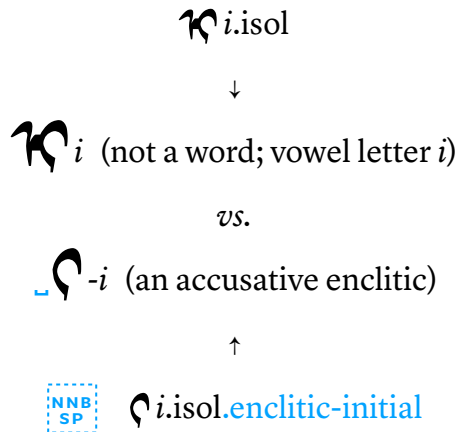 ᠢ i.isol
↓
ᠢ i (not a word; vowel letter i)
vs.
␣ᠢ -i (an accusative enclitic)
↑
NNB
SP
ᠢ i.isol.enclitic-initial